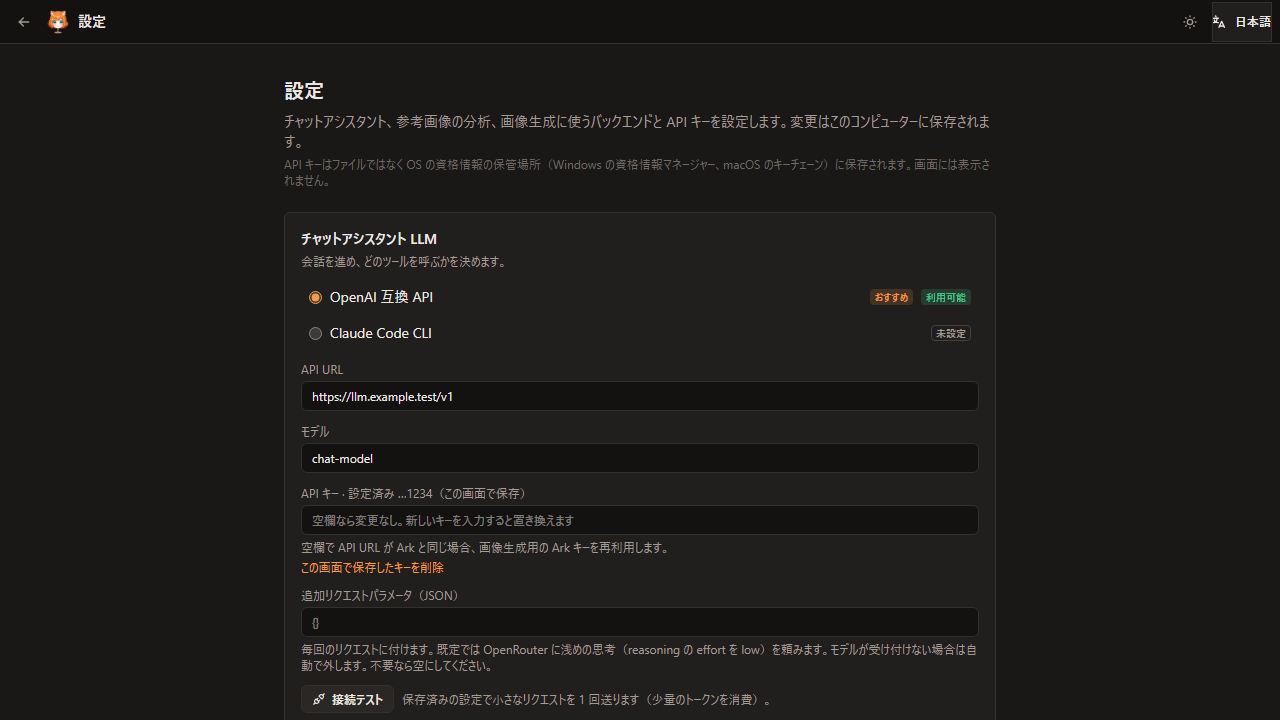 設定
日本語
設定
チャットアシスタント、参考画像の分析、画像生成に使うバックエンドと API キーを設定します。変更はこのコンピューターに保存されま
す。
API キーはファイルではなく OS の資格情報の保管場所（Windows の資格情報マネージャー、macOS のキーチェーン）に保存されます。画面には表示さ
れません。
チャットアシスタント LLM
会話を進め、どのツールを呼ぶかを決めます。
OpenAI 互換 API おすすめ 利用可能
Claude Code CLI 未設定
API URL
https://llm.example.test/v1
モデル
chat-model
API キー · 設定済み …1234（この画面で保存）
空欄なら変更なし。新しいキーを入力すると置き換えます
空欄で API URL が Ark と同じ場合、画像生成用の Ark キーを再利用します。
この画面で保存したキーを削除
追加リクエストパラメータ（JSON）
{}
毎回のリクエストに付けます。既定では OpenRouter に浅めの思考（reasoning の effort を low）を頼みます。モデルが受け付けない場合は自
動で外します。不要なら空にしてください。
接続テスト 保存済みの設定で小さなリクエストを 1 回送ります（少量のトークンを消費）。